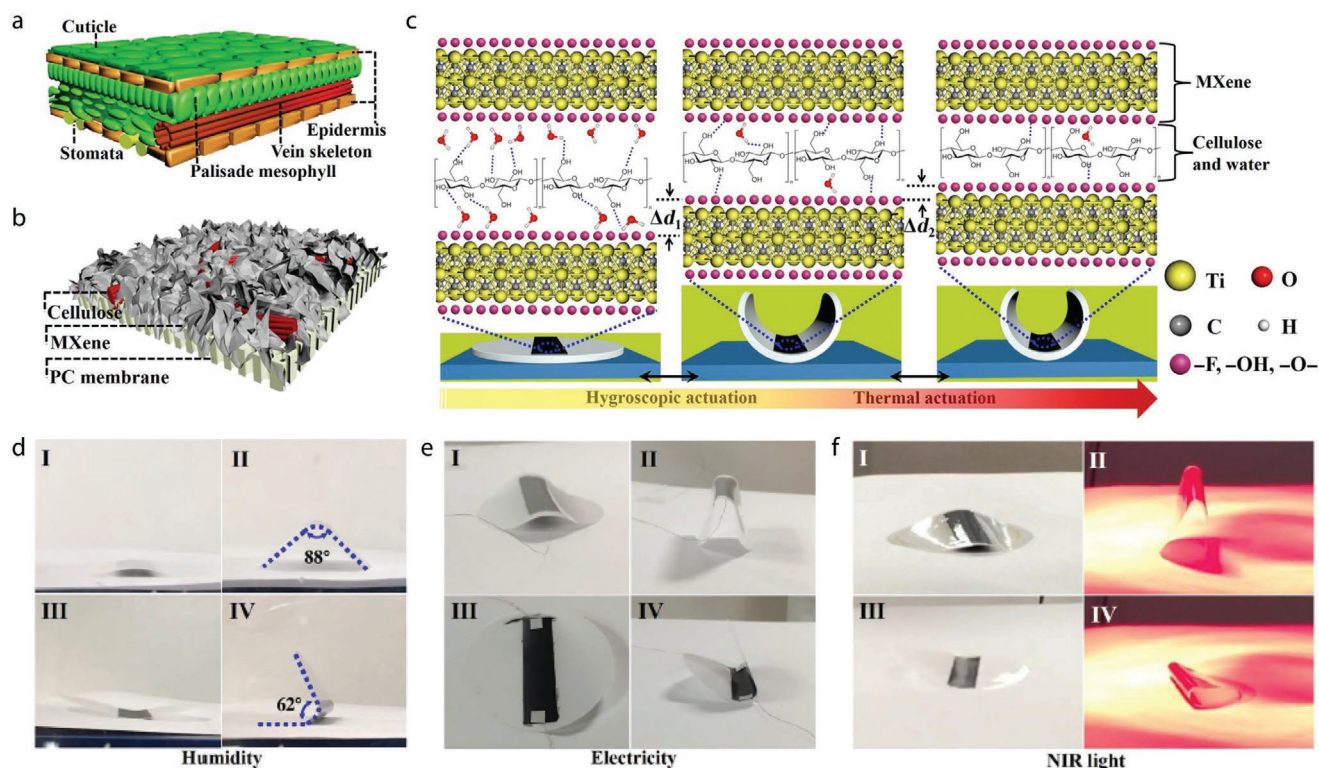 a
Cuticle
Epidermis
Vein skeleton
Palisade mesophyll
Stomata
b
Cellulose
MXene
PC membrane
c
MXene
Cellulose
and water
Δd1
Δd2
Ti
O
C
H
–F, –OH, –O–
Hygroscopic actuation
Thermal actuation
d
I
II
88°
III
IV
62°
Humidity
e
I
II
III
IV
Electricity
f
I
II
III
IV
NIR light